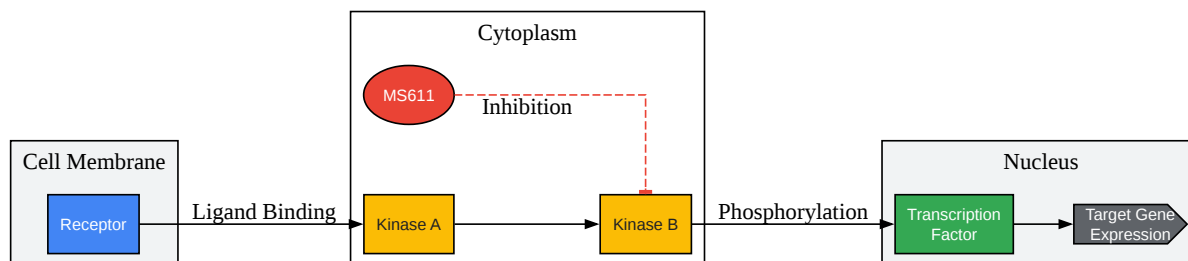 Cytoplasm
MS611
Inhibition
Cell Membrane
Receptor
Ligand Binding
Kinase A
Kinase B
Phosphorylation
Nucleus
Transcription
Factor
Target Gene
Expression